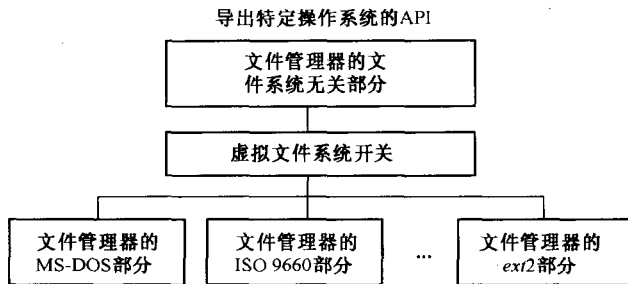 导出特定操作系统的API
文件管理器的文
件系统无关部分
虚拟文件系统开关
文件管理器的
MS-DOS部分
文件管理器的
ISO 9660部分
...
文件管理器的
ext2部分